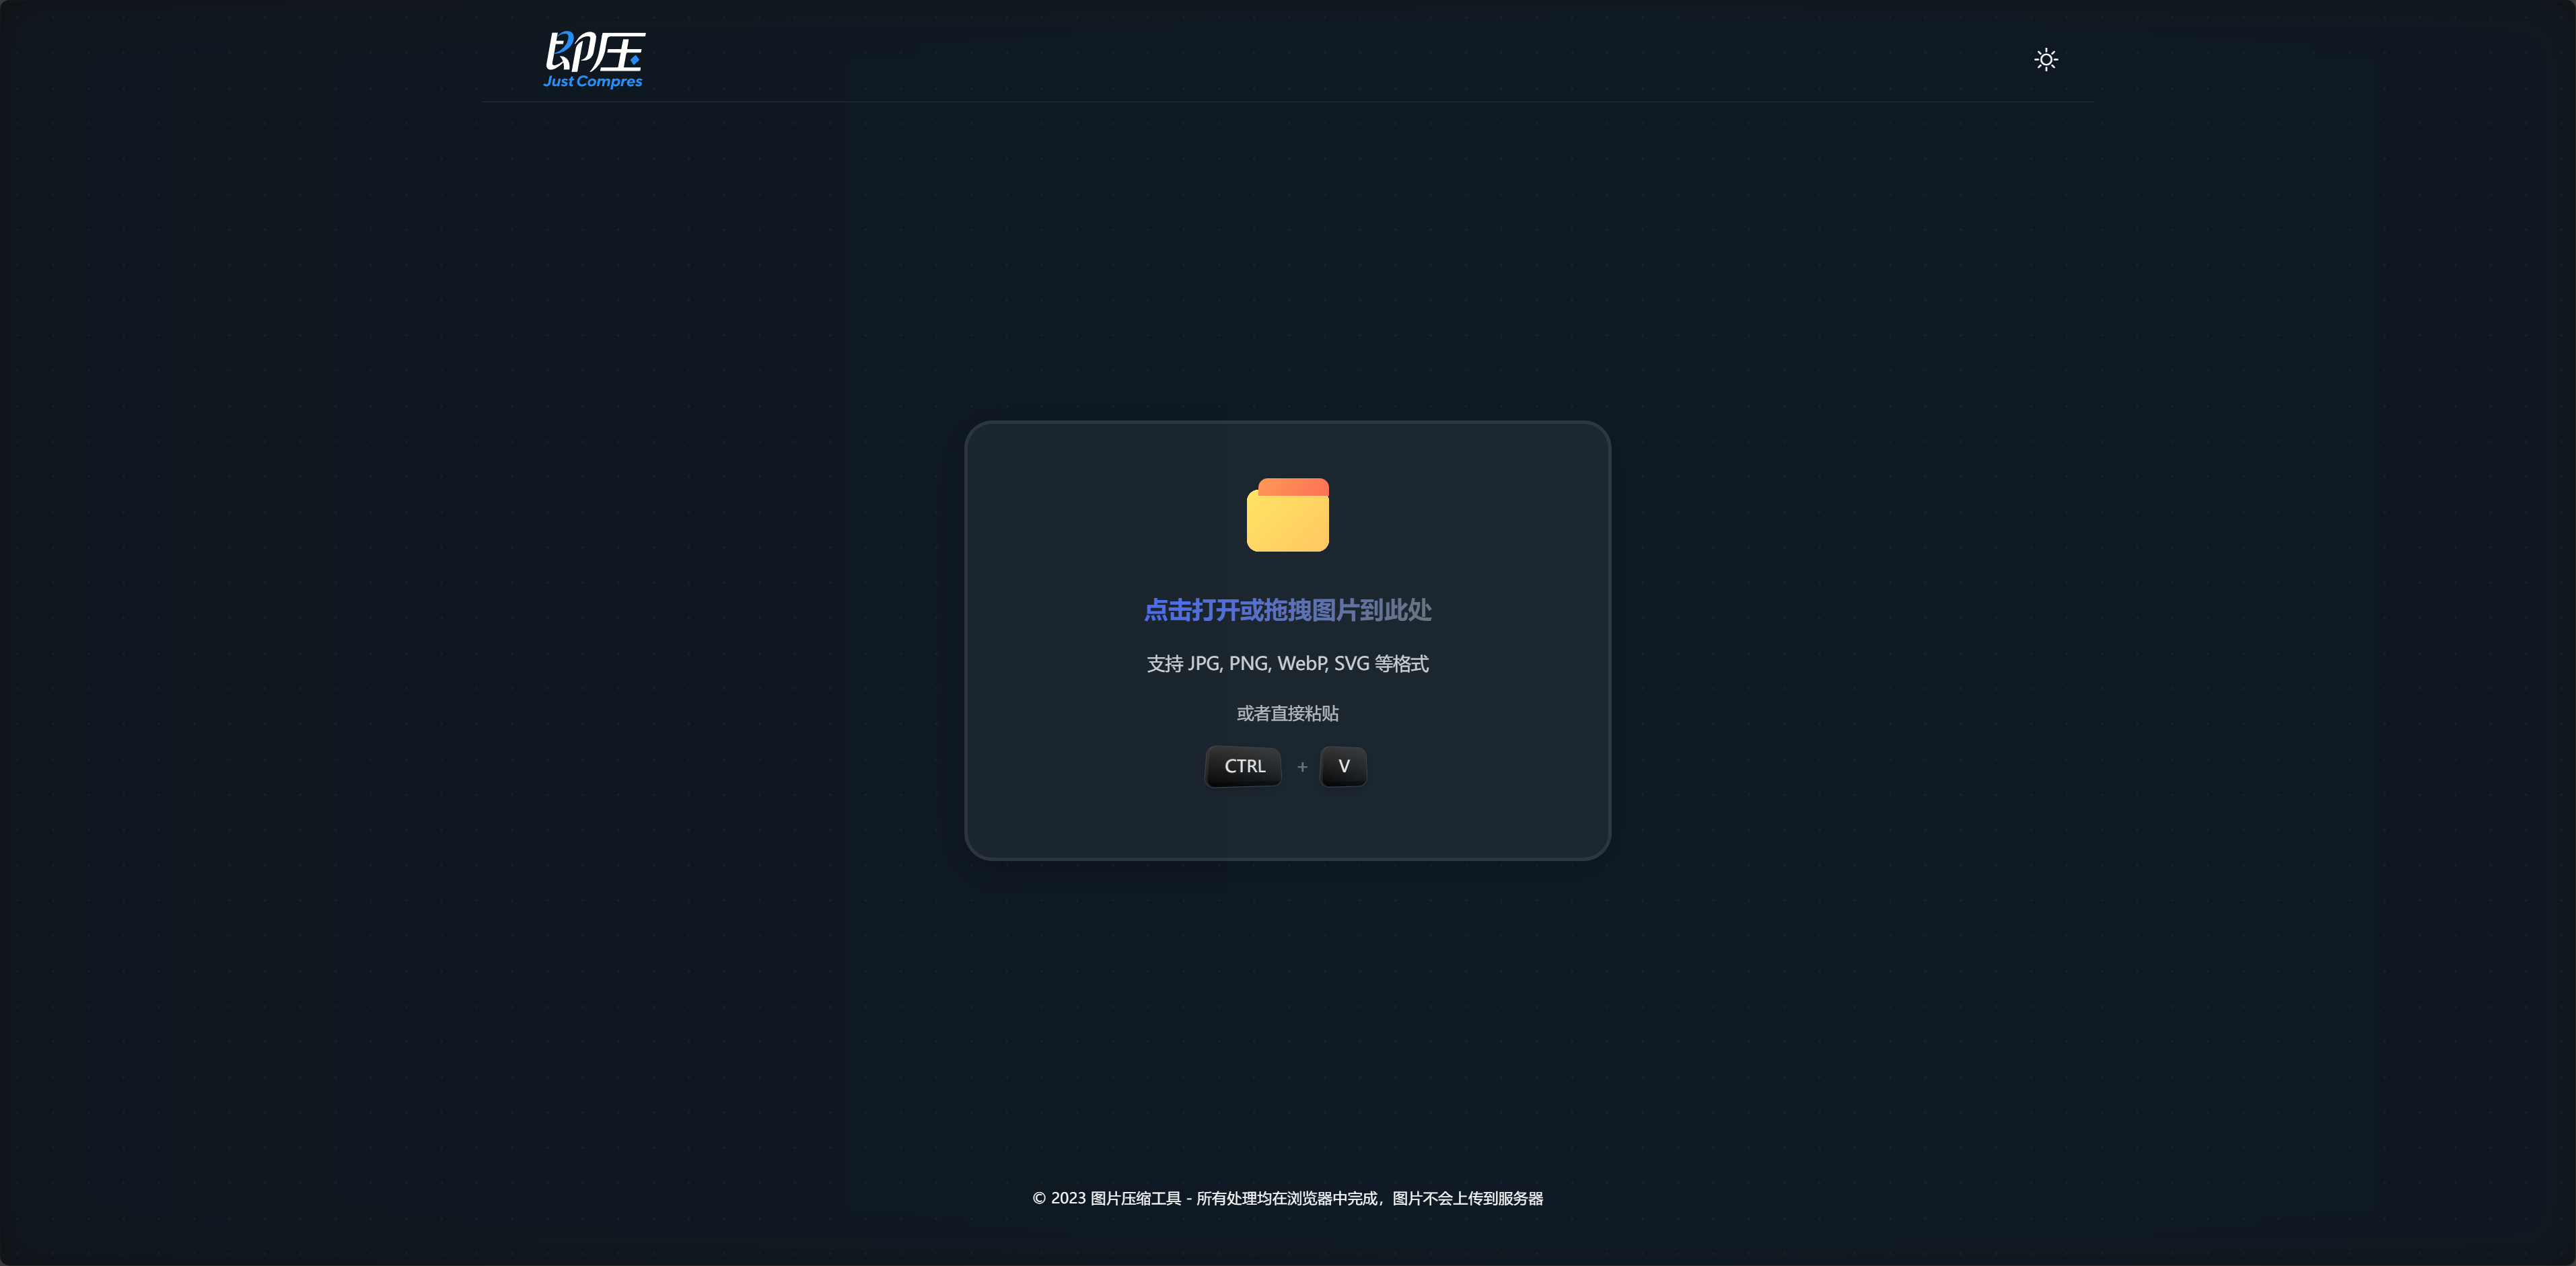 即压
Just Compres
点击打开或拖拽图片到此处
支持 JPG, PNG, WebP, SVG 等格式
或者直接粘贴
CTRL + V
© 2023 图片压缩工具 - 所有处理均在浏览器中完成，图片不会上传到服务器